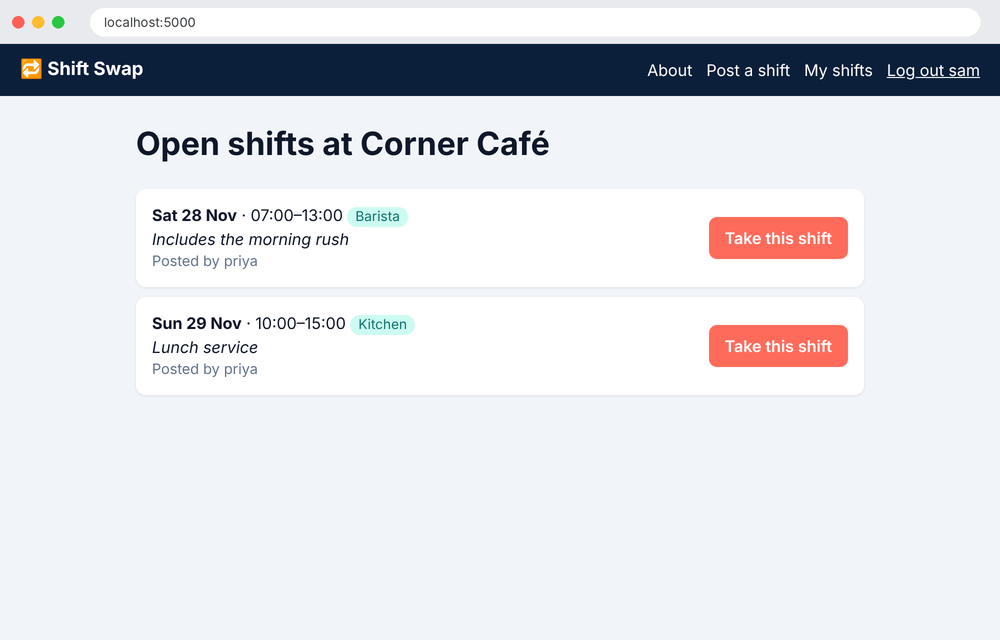 localhost:5000
🔁 Shift Swap
About Post a shift My shifts Log out sam
Open shifts at Corner Café
Sat 28 Nov · 07:00–13:00 Barista
Includes the morning rush
Posted by priya
Take this shift
Sun 29 Nov · 10:00–15:00 Kitchen
Lunch service
Posted by priya
Take this shift